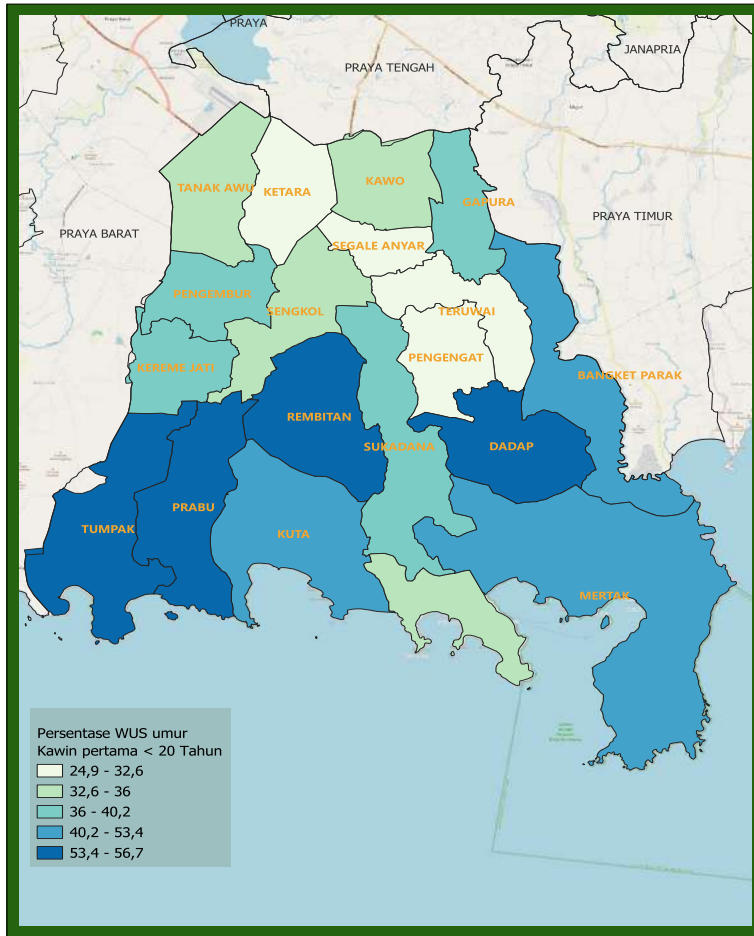 PRAYA
JANAPRIA
PRAYA TENGAH
TANAK AWU
KETARA
KAWO
GAPURA
PRAYA TIMUR
PRAYA BARAT
SEGALE ANYAR
PENGEMBUR
SENGKOL
TERUWAI
PENGENGAT
BANGKET PARAK
REMBITAN
SUKADANA
DADAP
PRABU
TUMPAK
KUTA
MERTAK
Persentase WUS umur
Kawin pertama < 20 Tahun
24,9 - 32,6
32,6 - 36
36 - 40,2
40,2 - 53,4
53,4 - 56,7